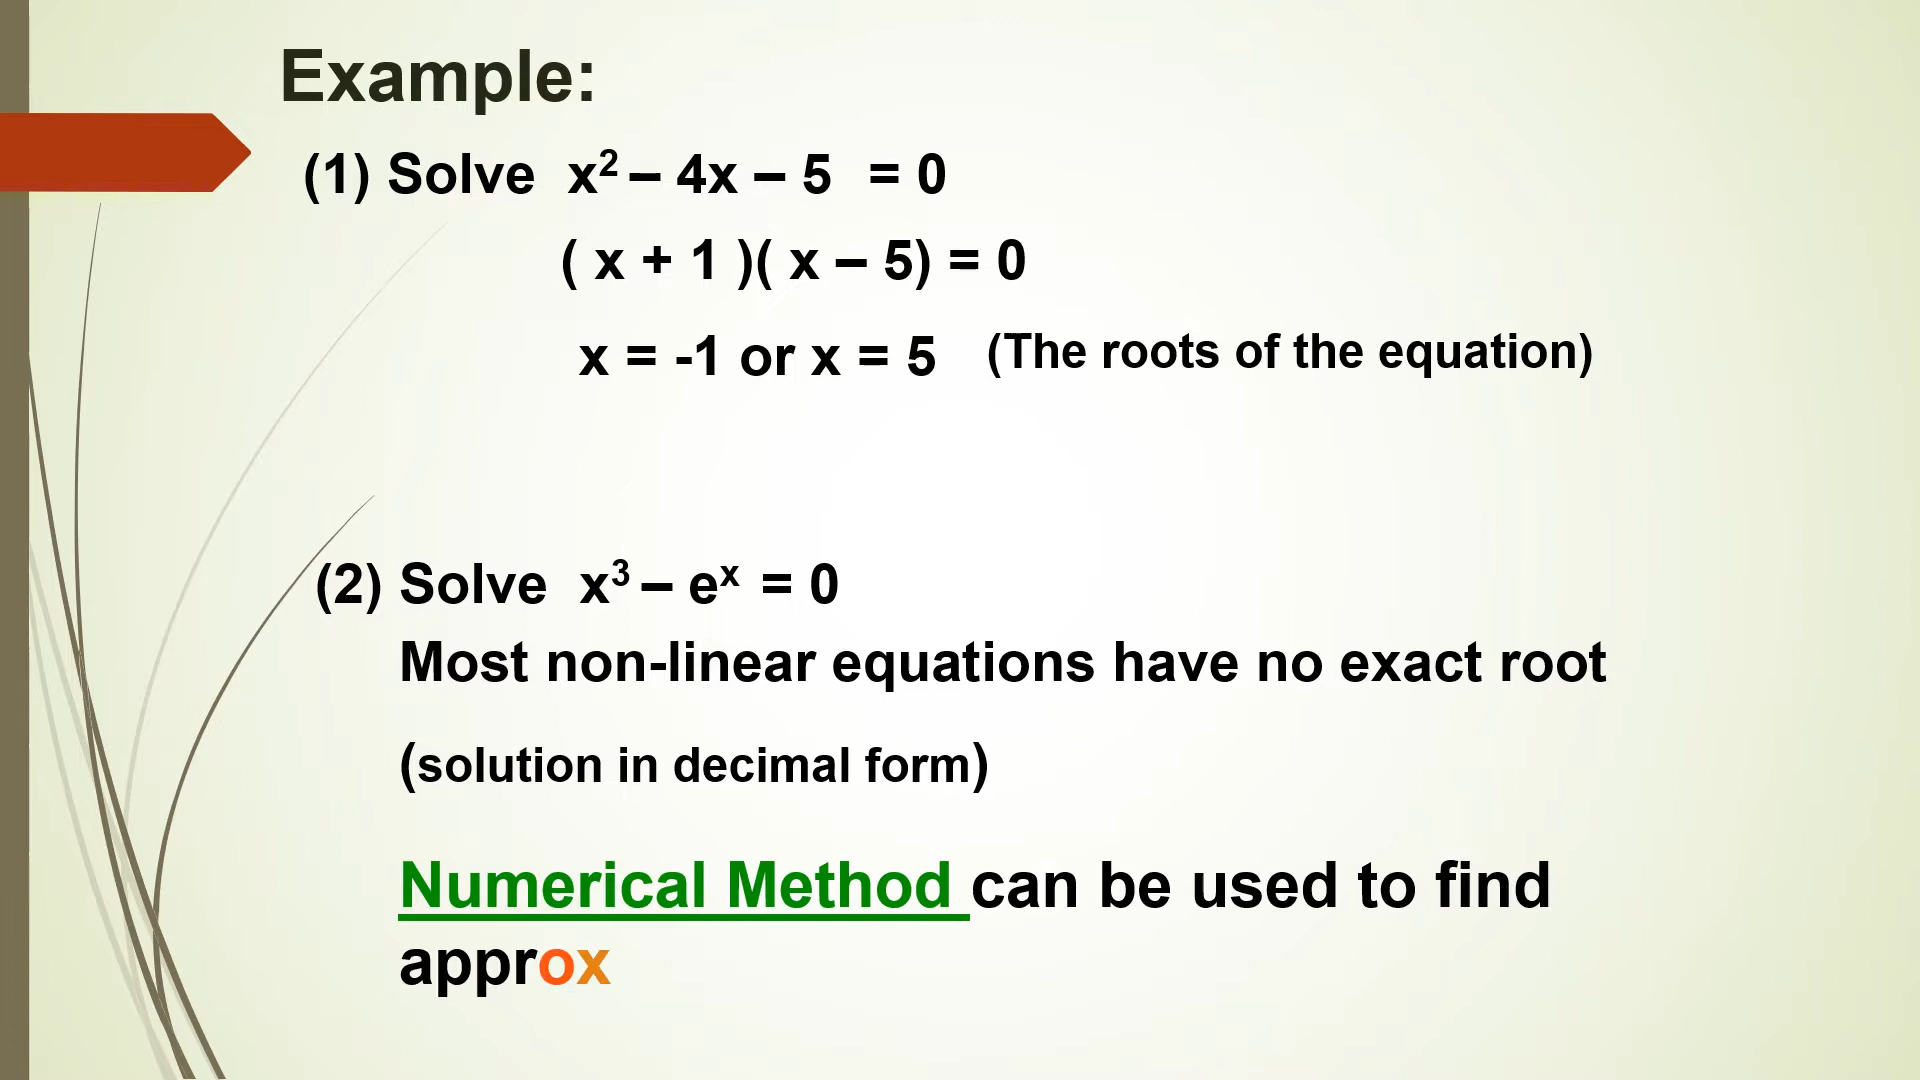 Example:
(1) Solve x² – 4x – 5 = 0
( x + 1 )( x – 5) = 0
x = -1 or x = 5 (The roots of the equation)
(2) Solve x³ – eˣ = 0
Most non-linear equations have no exact root
(solution in decimal form)
Numerical Method can be used to find
approx